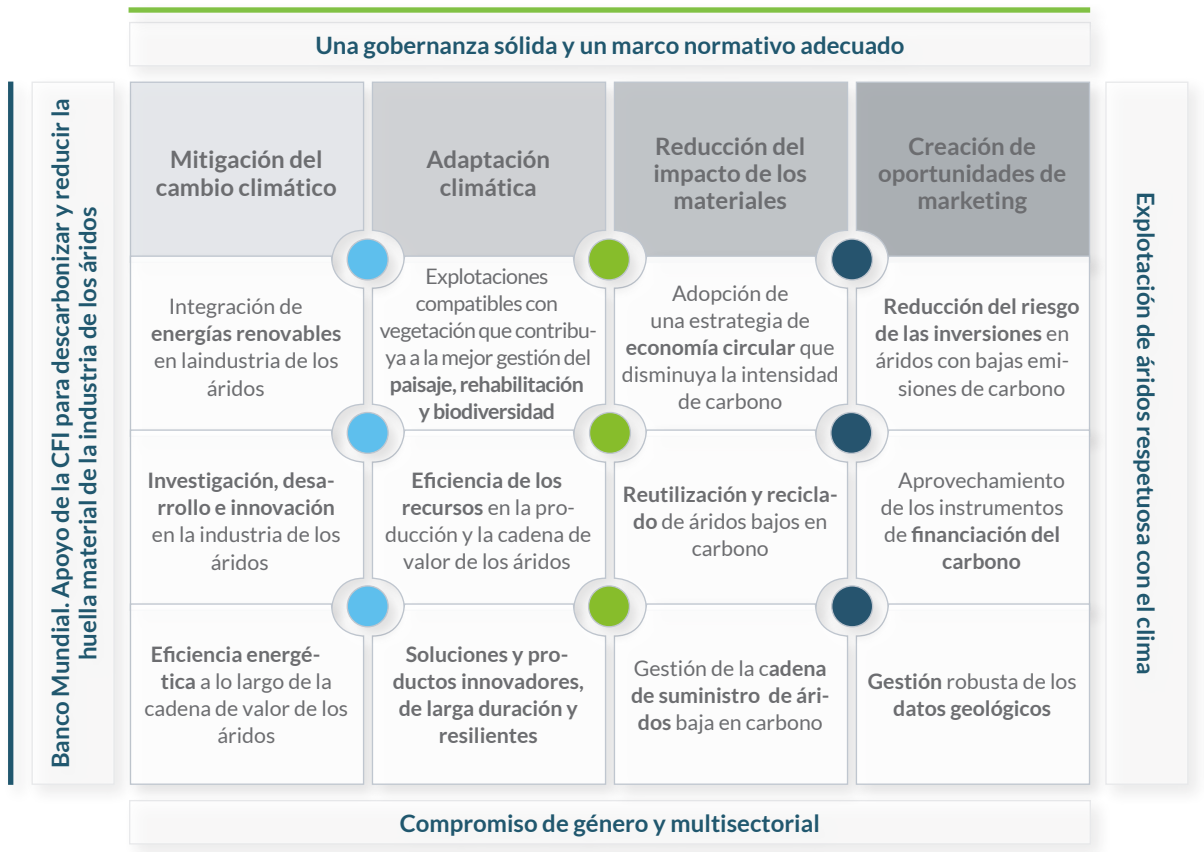 Una gobernanza sólida y un marco normativo adecuado
Banco Mundial. Apoyo de la CFI para descarbonizar y reducir la
huella material de la industria de los áridos
Mitigación del
cambio climático
Adaptación
climática
Reducción del
impacto de los
materiales
Creación de
oportunidades de
marketing
Integración de
energías renovables
en laindustria de los
áridos
Explotaciones
compatibles con
vegetación que contribu-
ya a la mejor gestión del
paisaje, rehabilitación
y biodiversidad
Adopción de
una estrategia de
economía circular que
disminuya la intensidad
de carbono
Reducción del riesgo
de las inversiones en
áridos con bajas emi-
siones de carbono
Investigación, desa-
rrollo e innovación
en la industria de los
áridos
Eficiencia de los
recursos en la pro-
ducción y la cadena de
valor de los áridos
Reutilización y recicla-
do de áridos bajos en
carbono
Aprovechamiento
de los instrumentos
de financiación del
carbono
Eficiencia energé-
tica a lo largo de la
cadena de valor de los
áridos
Soluciones y pro-
ductos innovadores,
de larga duración y
resilientes
Gestión de la cadena
de suministro de ári-
dos baja en carbono
Gestión robusta de los
datos geológicos
Explotación de áridos respetuosa con el clima
Compromiso de género y multisectorial